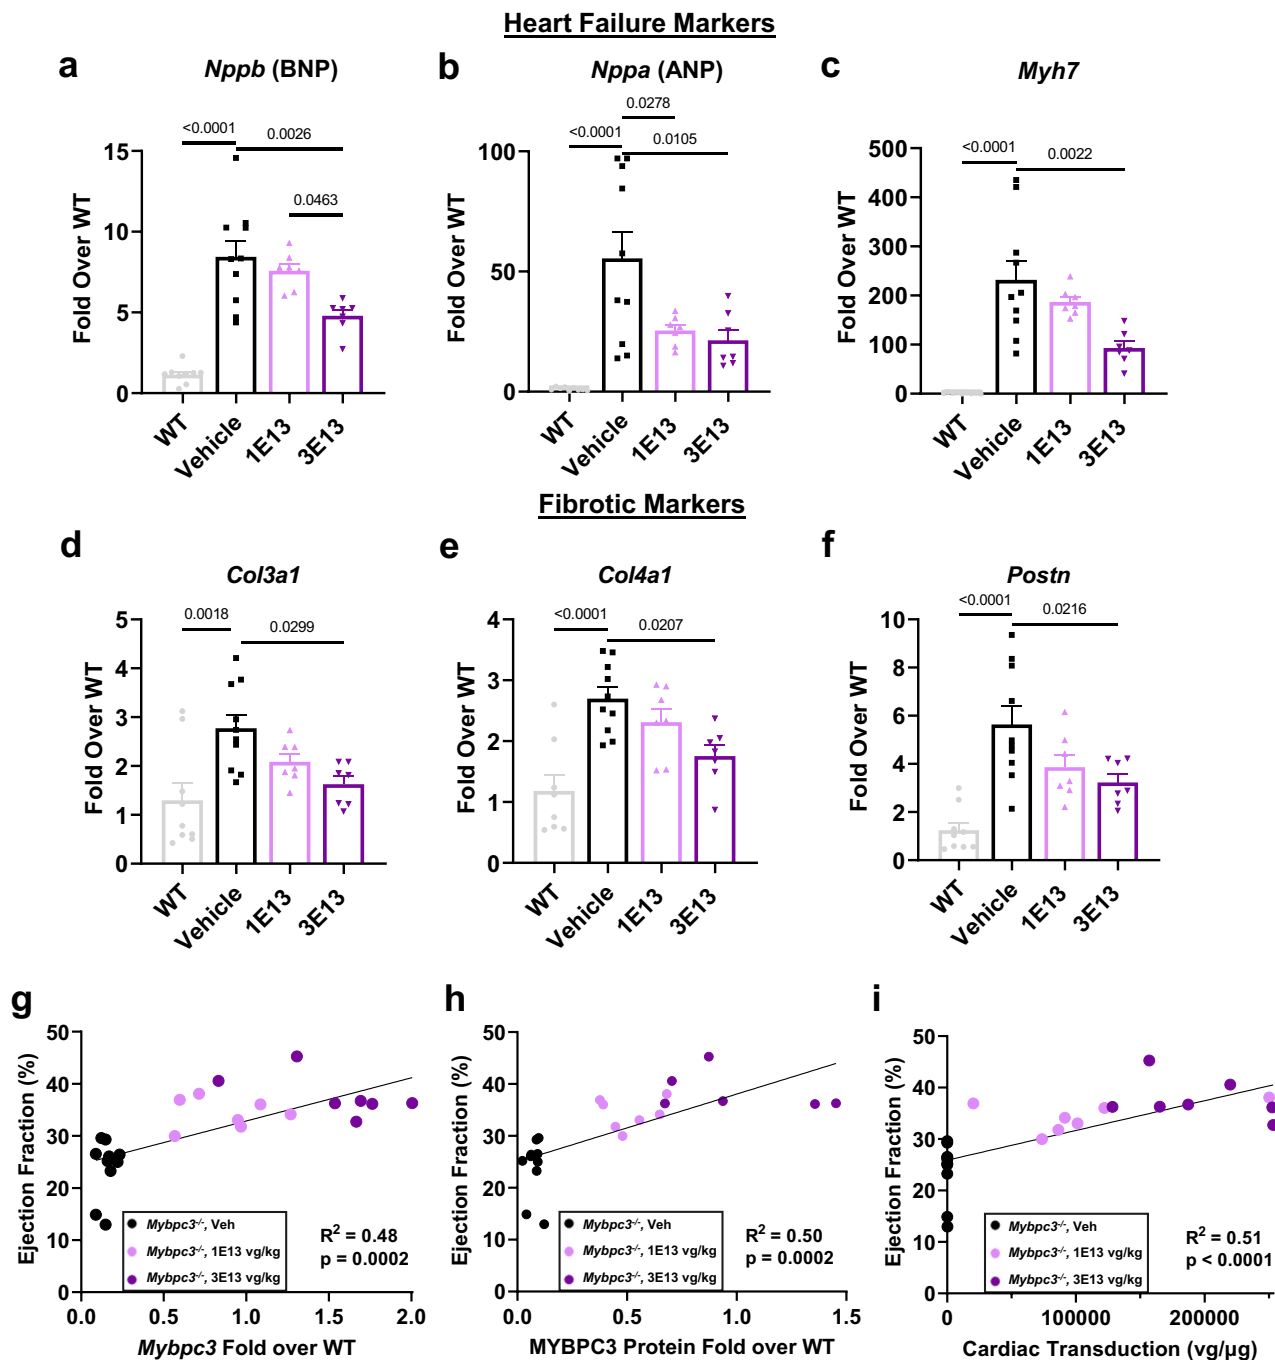 Heart Failure Markers
a
Nppb (BNP)
<0.0001
0.0026
0.0463
Fold Over WT
15
10
5
0
WT
Vehicle
1E13
3E13
b
Nppa (ANP)
0.0278
<0.0001
0.0105
Fold Over WT
100
50
0
WT
Vehicle
1E13
3E13
c
Myh7
<0.0001
0.0022
Fold Over WT
500
400
300
200
100
0
WT
Vehicle
1E13
3E13
Fibrotic Markers
d
Col3a1
0.0018
0.0299
Fold Over WT
5
4
3
2
1
0
WT
Vehicle
1E13
3E13
e
Col4a1
<0.0001
0.0207
Fold Over WT
4
3
2
1
0
WT
Vehicle
1E13
3E13
f
Postn
<0.0001
0.0216
Fold Over WT
10
8
6
4
2
0
WT
Vehicle
1E13
3E13
g
Ejection Fraction (%)
50
40
30
20
10
0
Mybpc3-/-, Veh
Mybpc3-/-, 1E13 vg/kg
Mybpc3-/-, 3E13 vg/kg
R² = 0.48
p = 0.0002
0.0 0.5 1.0 1.5 2.0
Mybpc3 Fold over WT
h
Ejection Fraction (%)
50
40
30
20
10
0
Mybpc3-/-, Veh
Mybpc3-/-, 1E13 vg/kg
Mybpc3-/-, 3E13 vg/kg
R² = 0.50
p = 0.0002
0.0 0.5 1.0 1.5
MYBPC3 Protein Fold over WT
i
Ejection Fraction (%)
50
40
30
20
10
0
Mybpc3-/-, Veh
Mybpc3-/-, 1E13 vg/kg
Mybpc3-/-, 3E13 vg/kg
R² = 0.51
p < 0.0001
0 100000 200000
Cardiac Transduction (vg/µg)